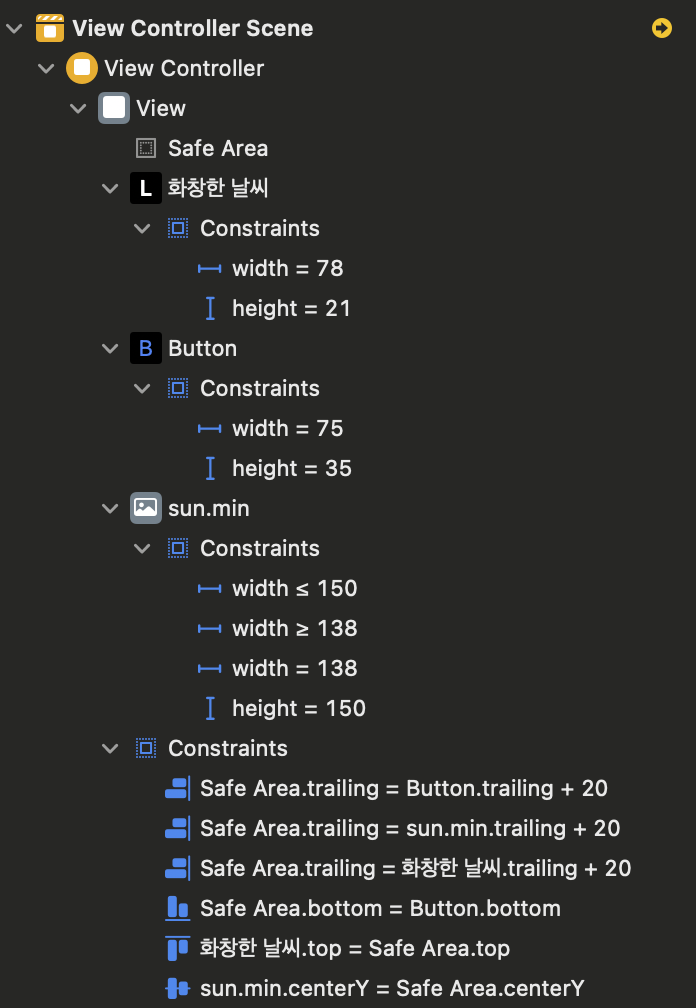 View Controller Scene
View Controller
View
Safe Area
L 화창한 날씨
Constraints
width = 78
height = 21
B Button
Constraints
width = 75
height = 35
sun.min
Constraints
width ≤ 150
width ≥ 138
width = 138
height = 150
Constraints
Safe Area.trailing = Button.trailing + 20
Safe Area.trailing = sun.min.trailing + 20
Safe Area.trailing = 화창한 날씨.trailing + 20
Safe Area.bottom = Button.bottom
화창한 날씨.top = Safe Area.top
sun.min.centerY = Safe Area.centerY